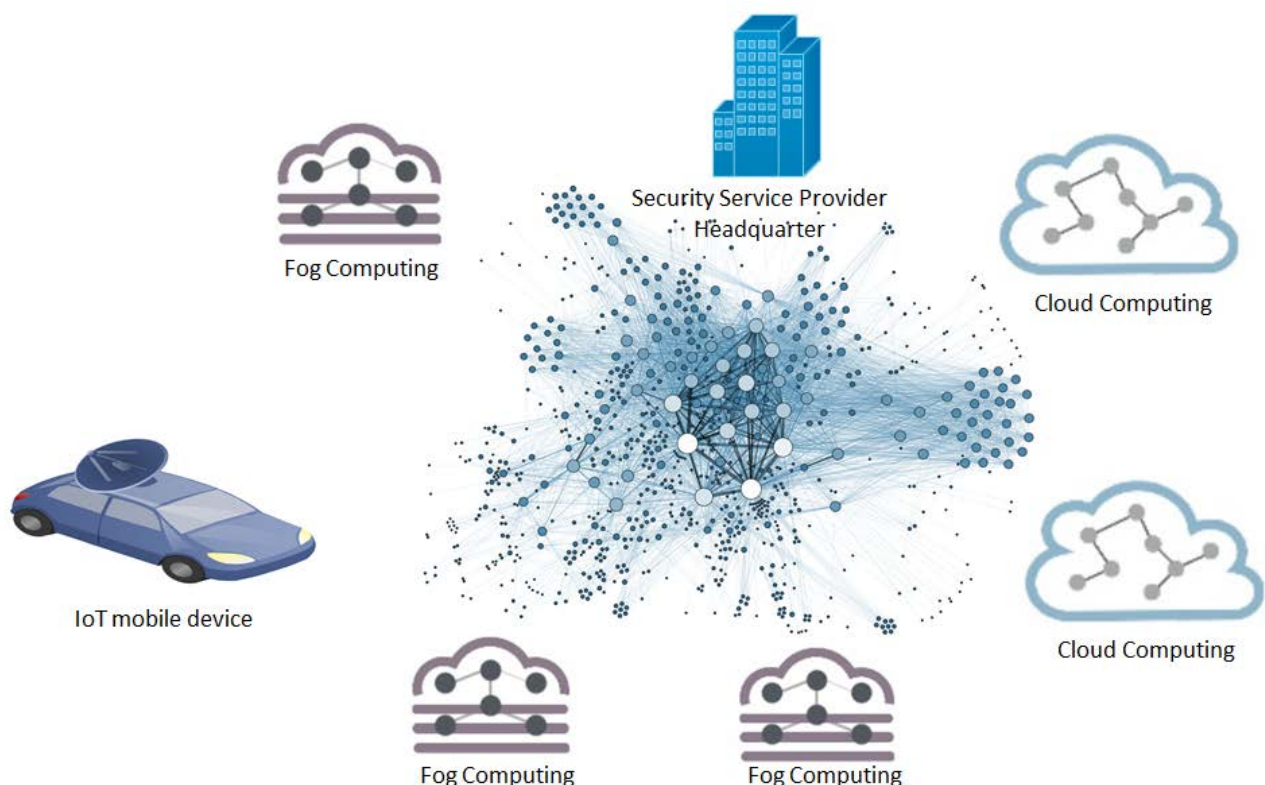 Security Service Provider
Headquarter
Fog Computing
Cloud Computing
IoT mobile device
Cloud Computing
Fog Computing
Fog Computing